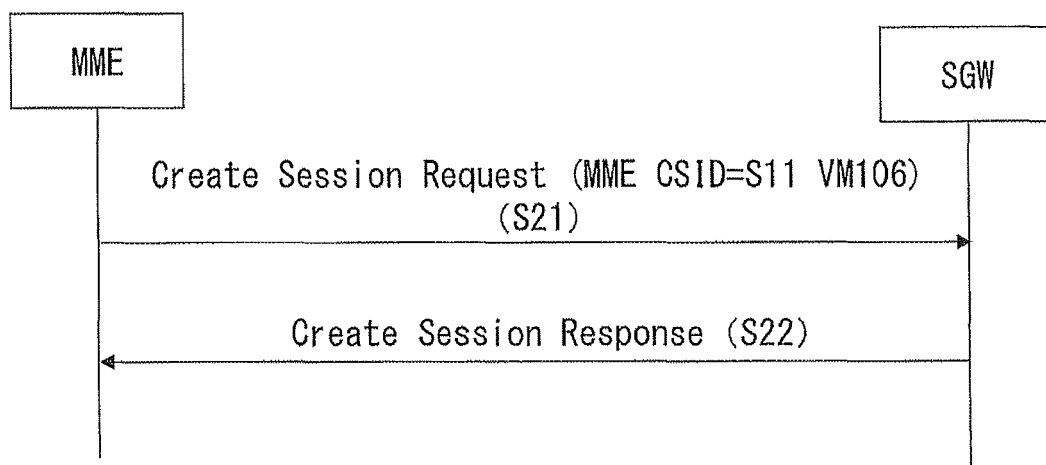 MME
SGW
Create Session Request (MME CSID=S11 VM106)
(S21)
Create Session Response (S22)